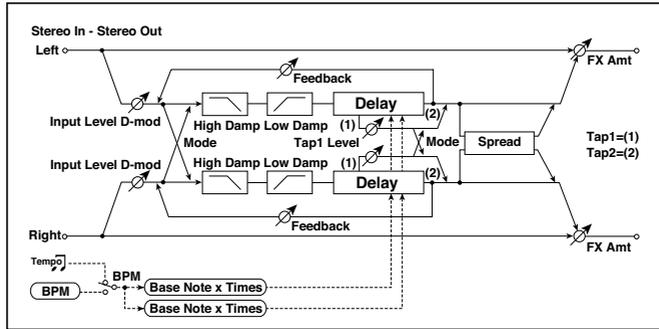 Stereo In - Stereo Out
Left
FX Amt
Feedback
Delay
(2)
Input Level D-mod
High Damp Low Damp
(1)
Mode
Tap1 Level
Mode
Spread
Tap1=(1)
Tap2=(2)
Input Level D-mod
High Damp Low Damp
(1)
Delay
(2)
Feedback
Right
FX Amt
Tempo
BPM
BPM
Base Note x Times
Base Note x Times